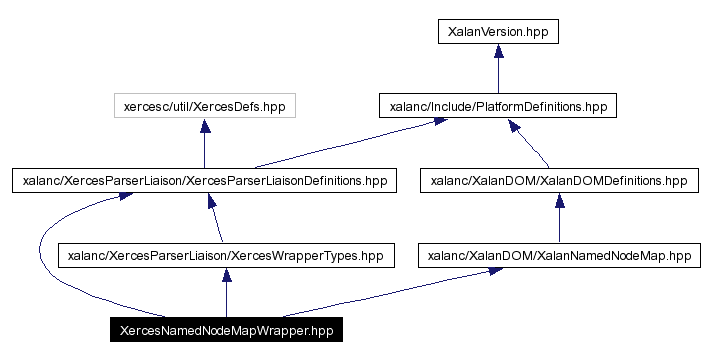 XalanVersion.hpp
xercesc/util/XercesDefs.hpp
xalanc/Include/PlatformDefinitions.hpp
xalanc/XercesParserLiaison/XercesParserLiaisonDefinitions.hpp
xalanc/XalanDOM/XalanDOMDefinitions.hpp
xalanc/XercesParserLiaison/XercesWrapperTypes.hpp
xalanc/XalanDOM/XalanNamedNodeMap.hpp
XercesNamedNodeMapWrapper.hpp